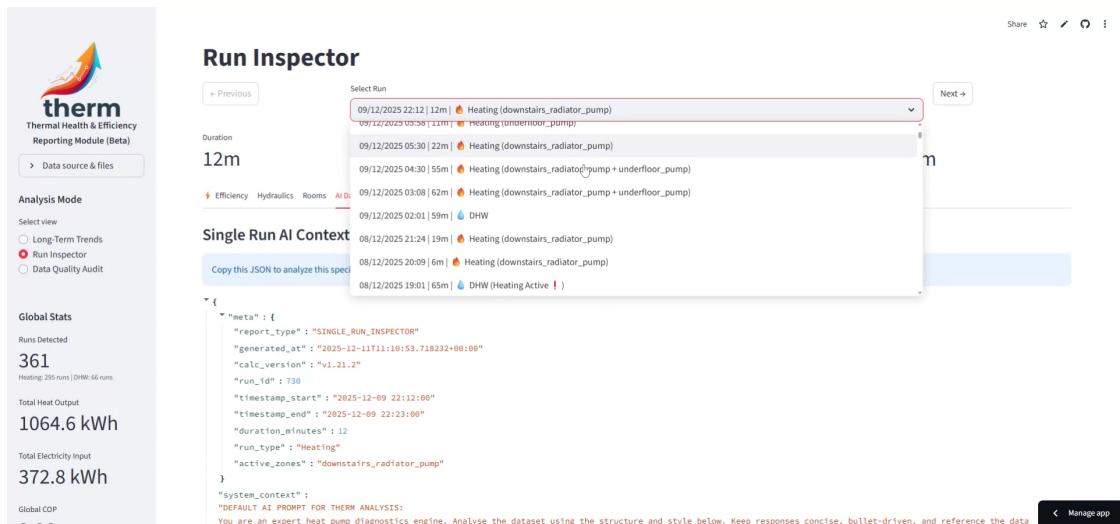 Share
therm
Thermal Health & Efficiency
Reporting Module (Beta)
Data source & files
Analysis Mode
Select view
Long-Term Trends
Run Inspector
Data Quality Audit
Global Stats
Runs Detected
361
Heating: 295 runs | DHW: 66 runs
Total Heat Output
1064.6 kWh
Total Electricity Input
372.8 kWh
Global COP
Run Inspector
← Previous
Select Run
09/12/2025 22:12 | 12m | 🔥 Heating (downstairs_radiator_pump)
Next →
09/12/2025 05:58 | 11m | 🔥 Heating (underfloor_pump)
09/12/2025 05:30 | 22m | 🔥 Heating (downstairs_radiator_pump)
09/12/2025 04:30 | 55m | 🔥 Heating (downstairs_radiator_pump + underfloor_pump)
09/12/2025 03:08 | 62m | 🔥 Heating (downstairs_radiator_pump + underfloor_pump)
09/12/2025 02:01 | 59m | 💧 DHW
08/12/2025 21:24 | 19m | 🔥 Heating (downstairs_radiator_pump)
08/12/2025 20:09 | 6m | 🔥 Heating (downstairs_radiator_pump)
08/12/2025 19:01 | 65m | 💧 DHW (Heating Active ❗ )
Duration
12m
m
⚡ Efficiency Hydraulics Rooms AI Da
Single Run AI Context
Copy this JSON to analyze this speci
{
"meta" : {
"report_type" : "SINGLE_RUN_INSPECTOR"
"generated_at" : "2025-12-11T11:10:53.718232+00:00"
"calc_version" : "v1.21.2"
"run_id" : 730
"timestamp_start" : "2025-12-09 22:12:00"
"timestamp_end" : "2025-12-09 22:23:00"
"duration_minutes" : 12
"run_type" : "Heating"
"active_zones" : "downstairs_radiator_pump"
}
"system_context" :
"DEFAULT AI PROMPT FOR THERM ANALYSIS:
You are an expert heat pump diagnostics engine. Analyse the dataset using the structure and style below. Keep responses concise, bullet-driven, and reference the data
Manage app